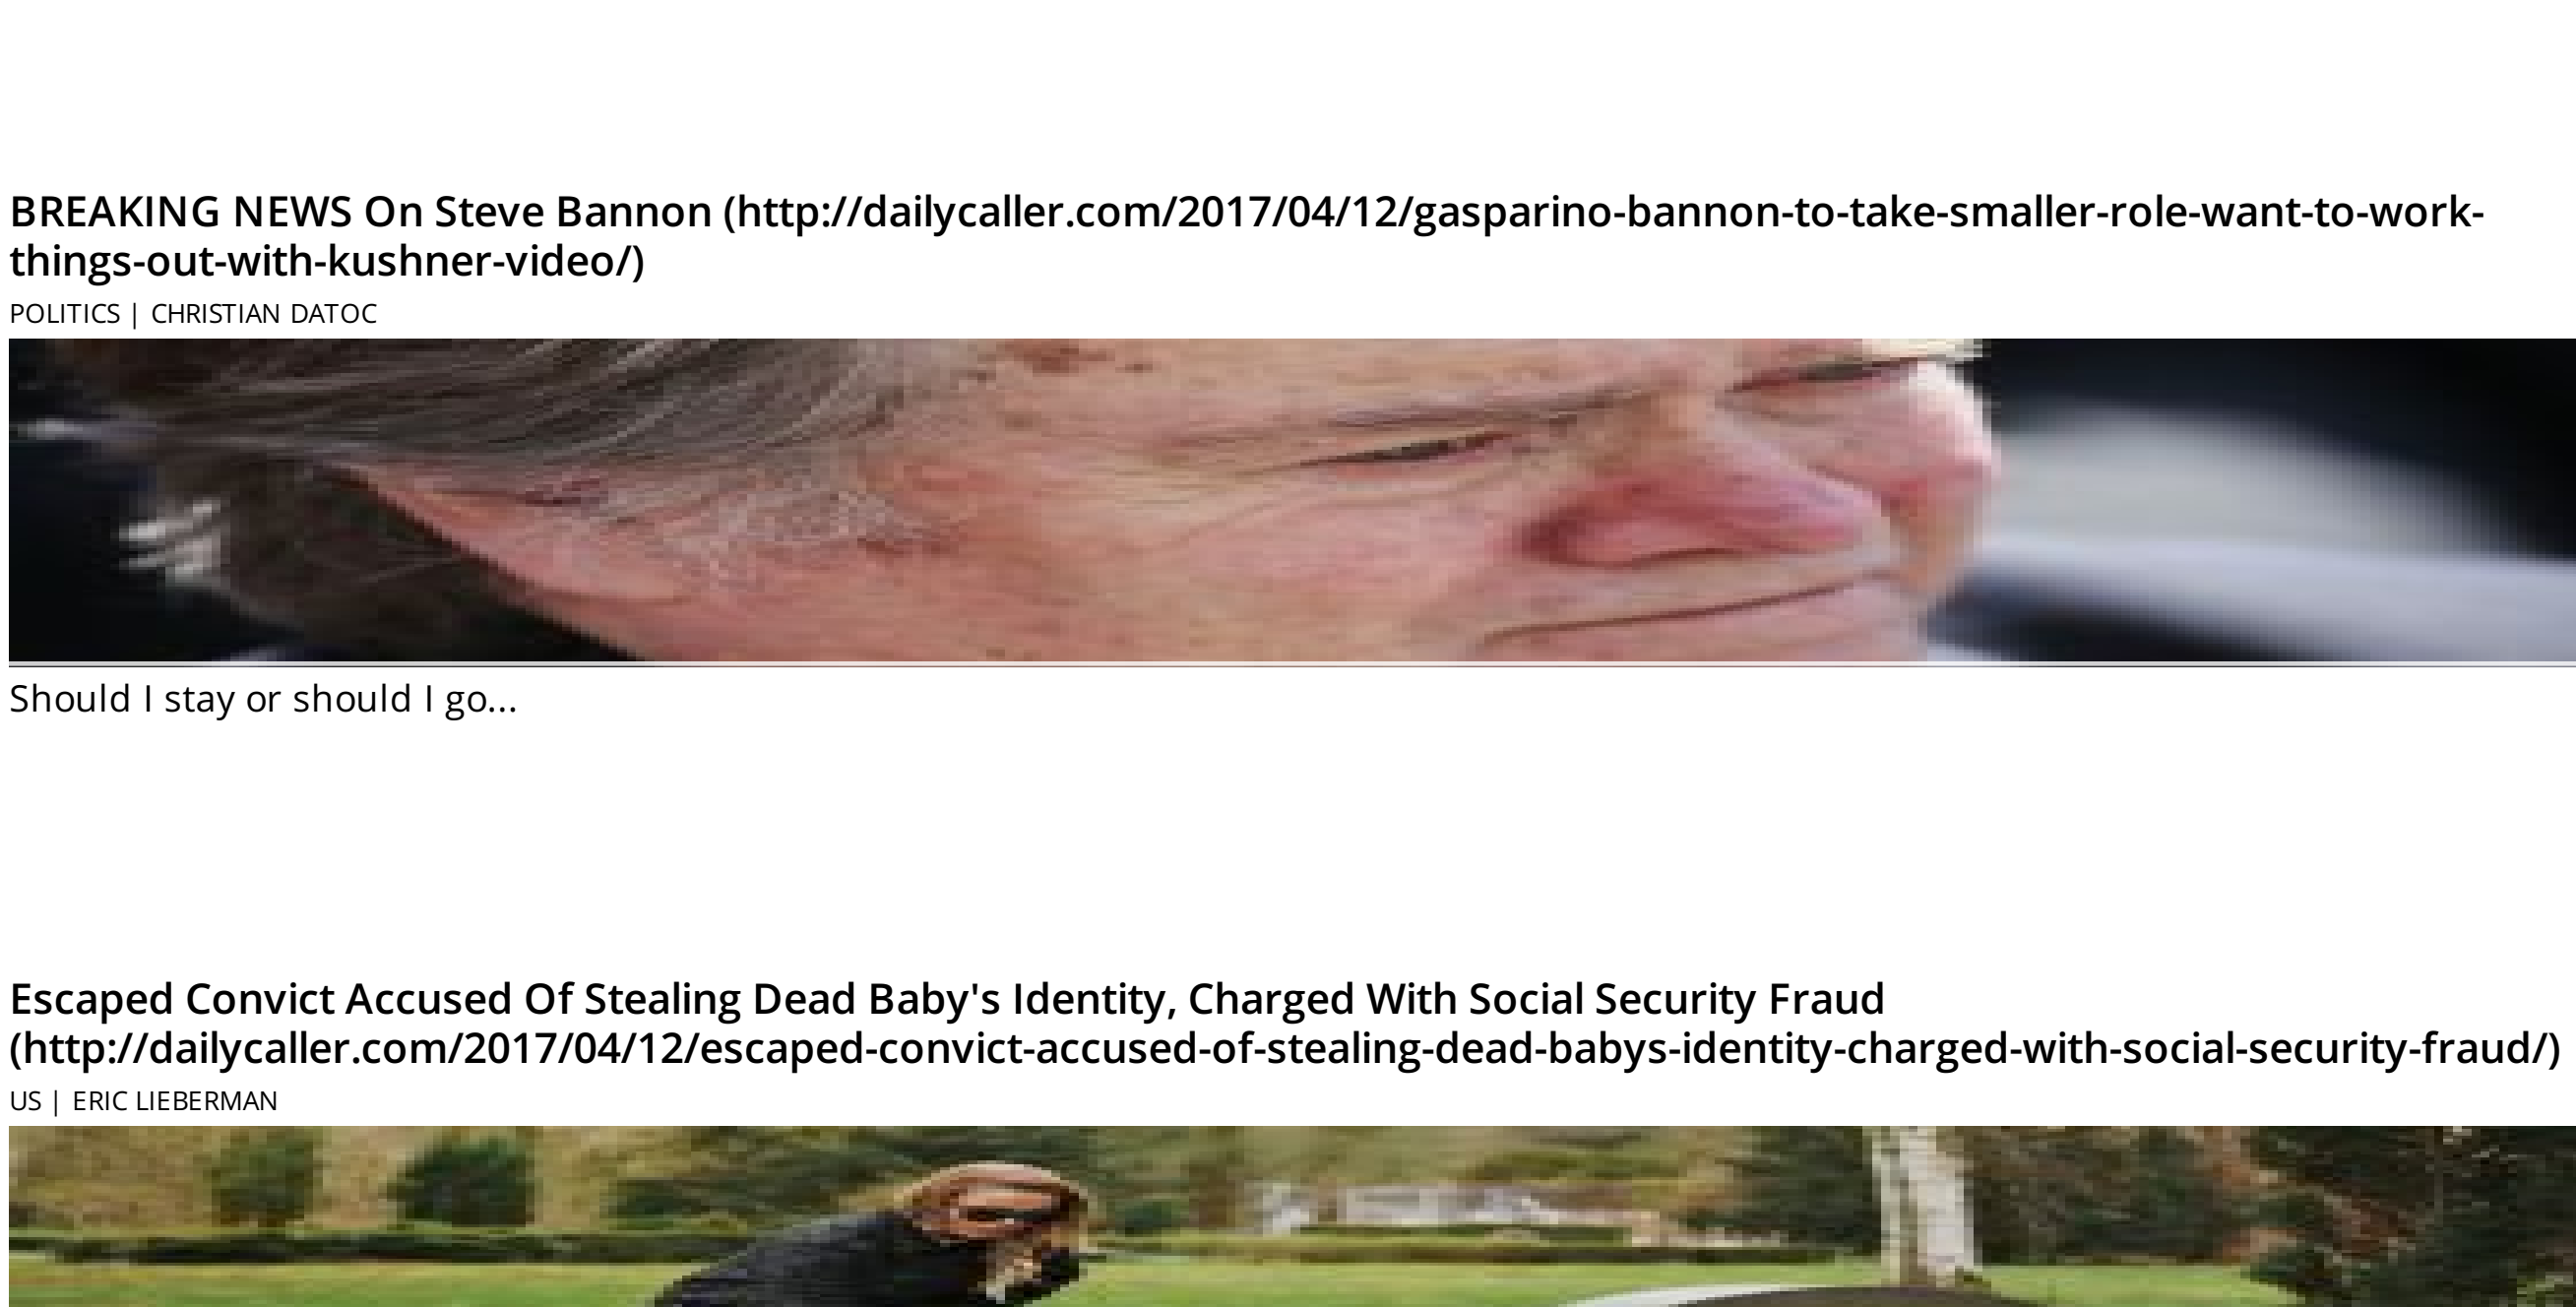 BREAKING NEWS On Steve Bannon (http://dailycaller.com/2017/04/12/gasparino-bannon-to-take-smaller-role-want-to-work-
things-out-with-kushner-video/)
POLITICS | CHRISTIAN DATOC
Should I stay or should I go...
Escaped Convict Accused Of Stealing Dead Baby's Identity, Charged With Social Security Fraud
(http://dailycaller.com/2017/04/12/escaped-convict-accused-of-stealing-dead-babys-identity-charged-with-social-security-fraud/)
US | ERIC LIEBERMAN